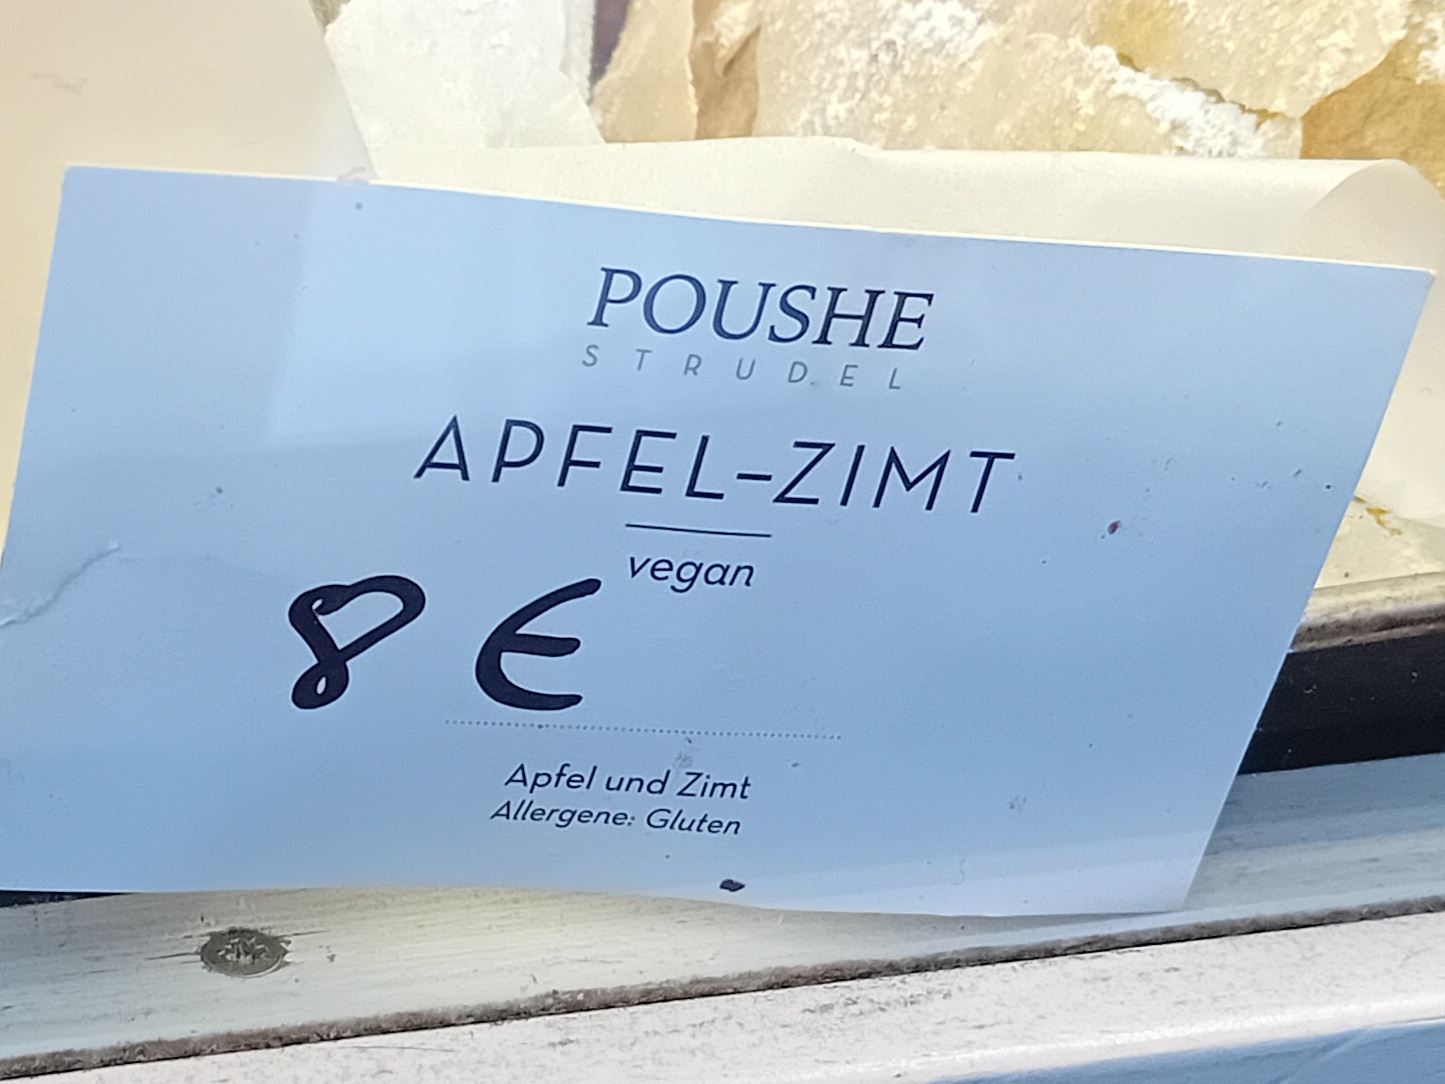 POUSHE
STRUDEL
APFEL-ZIMT
vegan
8 €
Apfel und Zimt
Allergene: Gluten